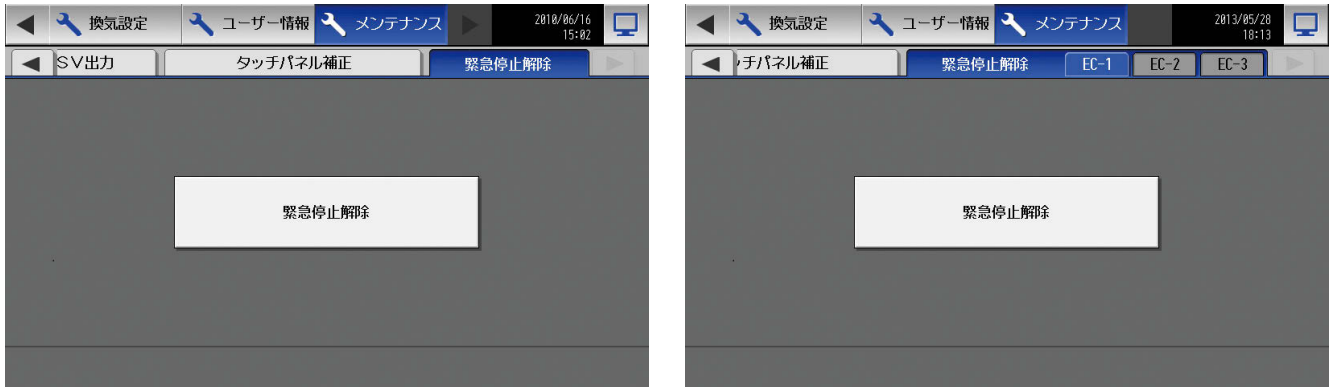 換気設定
ユーザー情報
メンテナンス
2010/06/16
15:02
SV出力
タッチパネル補正
緊急停止解除
緊急停止解除
換気設定
ユーザー情報
メンテナンス
2013/05/28
18:13
チパネル補正
緊急停止解除
EC-1
EC-2
EC-3
緊急停止解除